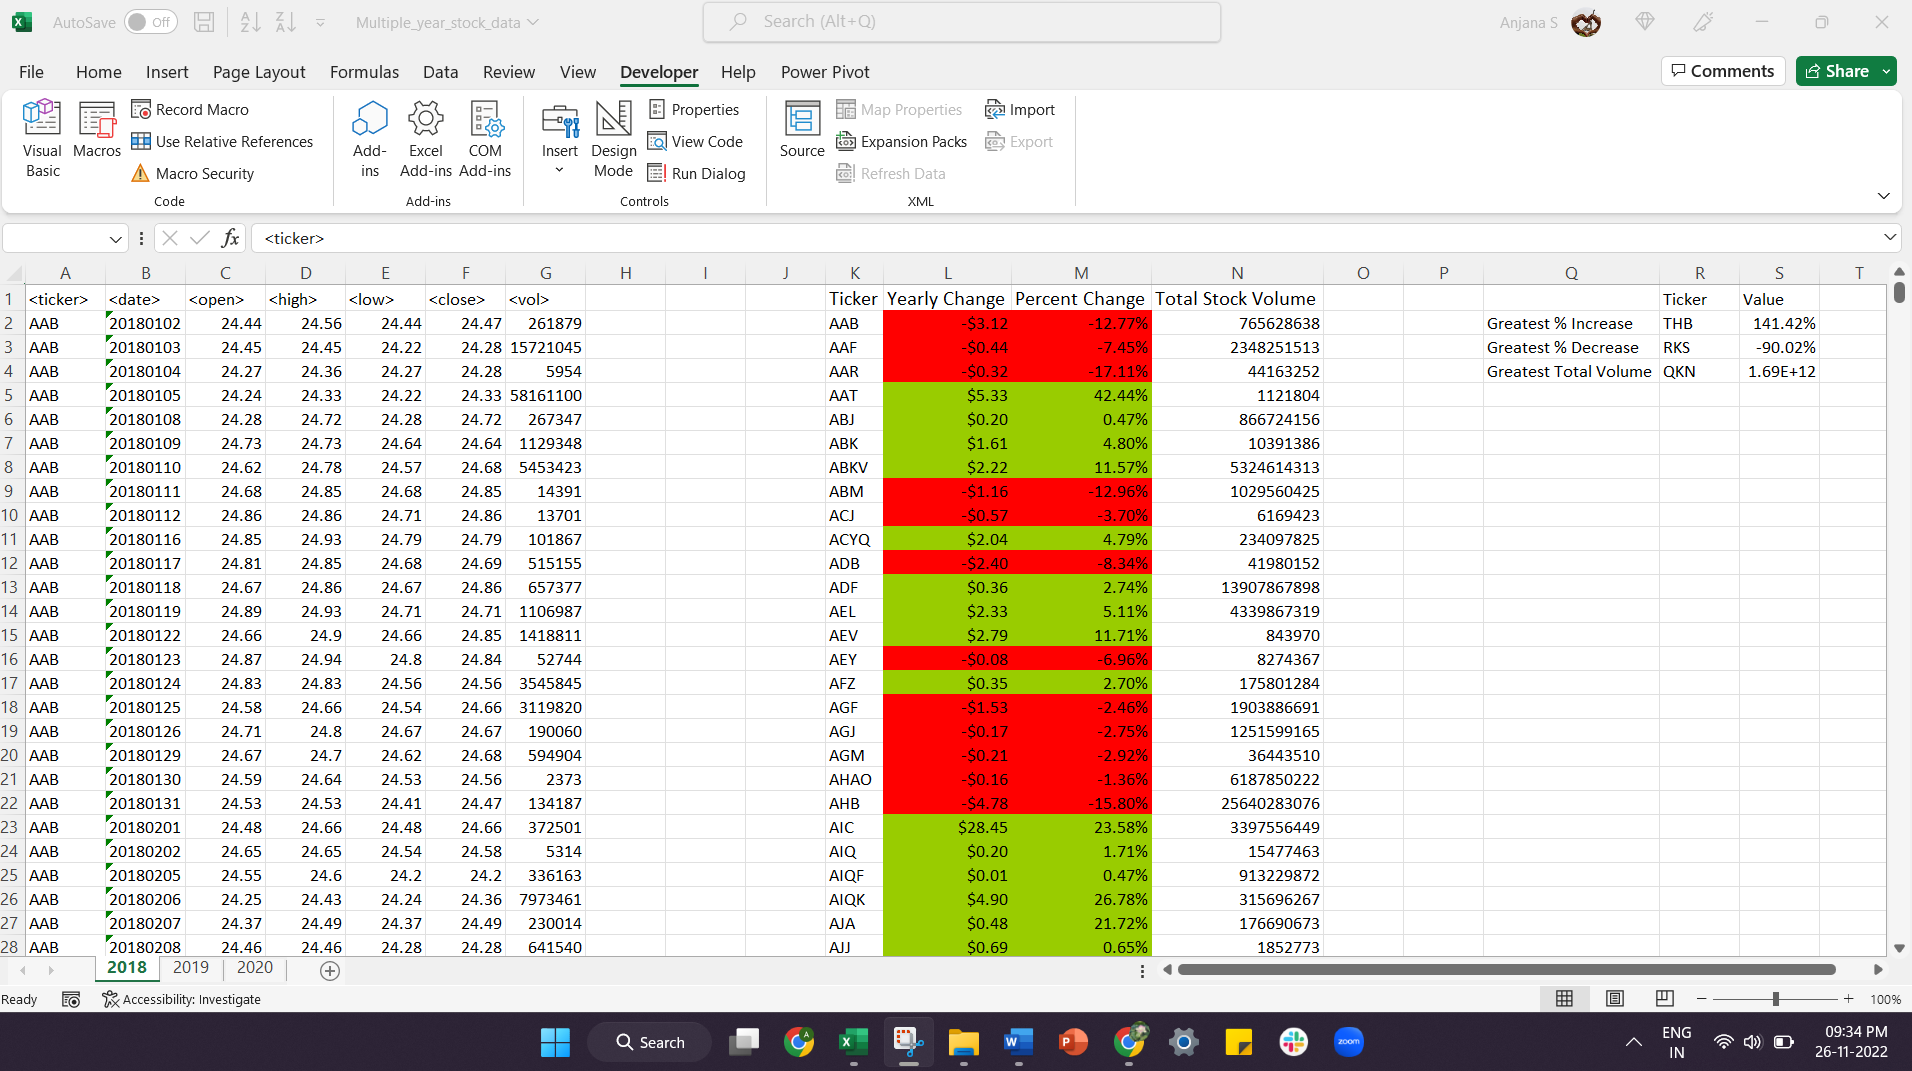 AutoSave Off Multiple_year_stock_data Search (Alt+Q) Anjana S
File Home Insert Page Layout Formulas Data Review View Developer Help Power Pivot Comments Share
Visual Basic Macros Record Macro Use Relative References Macro Security Code
Add-ins Excel Add-ins COM Add-ins Add-ins
Insert Design Mode Properties View Code Run Dialog Controls
Source Map Properties Expansion Packs Refresh Data Import Export XML
fx <ticker>
A B C D E F G H I J K L M N O P Q R S T
1 <ticker> <date> <open> <high> <low> <close> <vol> Ticker Yearly Change Percent Change Total Stock Volume Ticker Value
2 AAB 20180102 24.44 24.56 24.44 24.47 261879 AAB -$3.12 -12.77% 765628638 Greatest % Increase THB 141.42%
3 AAB 20180103 24.45 24.45 24.22 24.28 15721045 AAF -$0.44 -7.45% 2348251513 Greatest % Decrease RKS -90.02%
4 AAB 20180104 24.27 24.36 24.27 24.28 5954 AAR -$0.32 -17.11% 44163252 Greatest Total Volume QKN 1.69E+12
5 AAB 20180105 24.24 24.33 24.22 24.33 58161100 AAT $5.33 42.44% 1121804
6 AAB 20180108 24.28 24.72 24.28 24.72 267347 ABJ $0.20 0.47% 866724156
7 AAB 20180109 24.73 24.73 24.64 24.64 1129348 ABK $1.61 4.80% 10391386
8 AAB 20180110 24.62 24.78 24.57 24.68 5453423 ABKV $2.22 11.57% 5324614313
9 AAB 20180111 24.68 24.85 24.68 24.85 14391 ABM -$1.16 -12.96% 1029560425
10 AAB 20180112 24.86 24.86 24.71 24.86 13701 ACJ -$0.57 -3.70% 6169423
11 AAB 20180116 24.85 24.93 24.79 24.79 101867 ACYQ $2.04 4.79% 234097825
12 AAB 20180117 24.81 24.85 24.68 24.69 515155 ADB -$2.40 -8.34% 41980152
13 AAB 20180118 24.67 24.86 24.67 24.86 657377 ADF $0.36 2.74% 13907867898
14 AAB 20180119 24.89 24.93 24.71 24.71 1106987 AEL $2.33 5.11% 4339867319
15 AAB 20180122 24.66 24.9 24.66 24.85 1418811 AEV $2.79 11.71% 843970
16 AAB 20180123 24.87 24.94 24.8 24.84 52744 AEY -$0.08 -6.96% 8274367
17 AAB 20180124 24.83 24.83 24.56 24.56 3545845 AFZ $0.35 2.70% 175801284
18 AAB 20180125 24.58 24.66 24.54 24.66 3119820 AGF -$1.53 -2.46% 1903886691
19 AAB 20180126 24.71 24.8 24.67 24.67 190060 AGJ -$0.17 -2.75% 1251599165
20 AAB 20180129 24.67 24.7 24.62 24.68 594904 AGM -$0.21 -2.92% 36443510
21 AAB 20180130 24.59 24.64 24.53 24.56 2373 AHAO -$0.16 -1.36% 6187850222
22 AAB 20180131 24.53 24.53 24.41 24.47 134187 AHB -$4.78 -15.80% 25640283076
23 AAB 20180201 24.48 24.66 24.48 24.66 372501 AIC $28.45 23.58% 3397556449
24 AAB 20180202 24.65 24.65 24.54 24.58 5314 AIQ $0.20 1.71% 15477463
25 AAB 20180205 24.55 24.6 24.2 24.2 336163 AIQF $0.01 0.47% 913229872
26 AAB 20180206 24.25 24.43 24.24 24.36 7973461 AIQK $4.90 26.78% 315696267
27 AAB 20180207 24.37 24.49 24.37 24.49 230014 AJA $0.48 21.72% 176690673
28 AAB 20180208 24.46 24.46 24.28 24.28 641540 AJJ $0.69 0.65% 1852773
2018 2019 2020
Ready Accessibility: Investigate 100%
Search zoom ENG IN 09:34 PM 26-11-2022